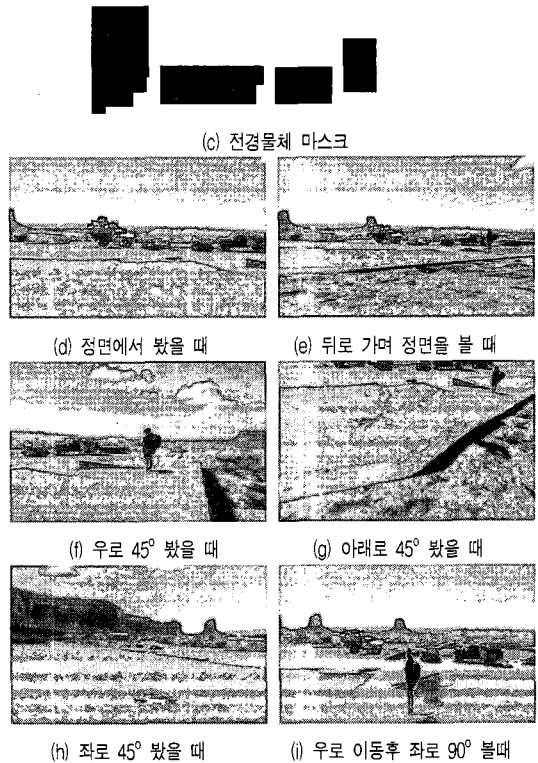 (c) 전경물체 마스크
(d) 정면에서 봤을 때
(e) 뒤로 가며 정면을 볼 때
(f) 우로 45° 봤을 때
(g) 아래로 45° 봤을 때
(h) 좌로 45° 봤을 때
(i) 우로 이동후 좌로 90° 볼때